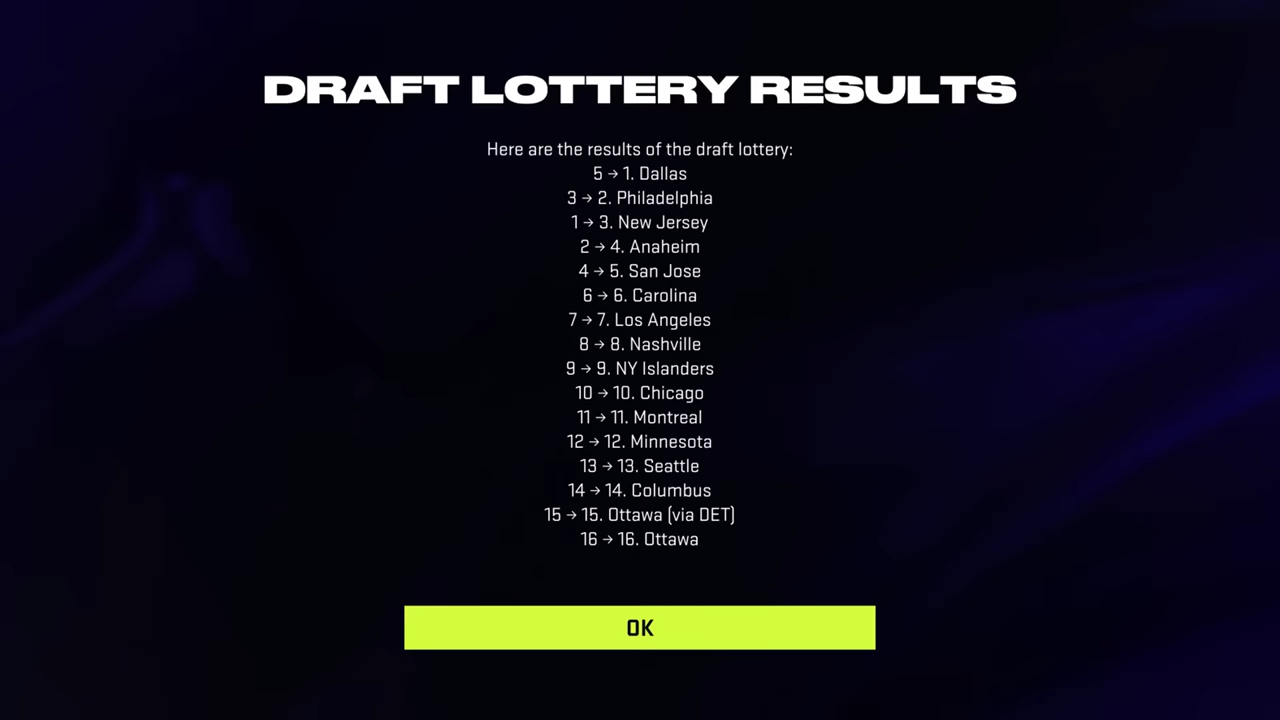 DRAFT LOTTERY RESULTS
Here are the results of the draft lottery:
5 → 1. Dallas
3 → 2. Philadelphia
1 → 3. New Jersey
2 → 4. Anaheim
4 → 5. San Jose
6 → 6. Carolina
7 → 7. Los Angeles
8 → 8. Nashville
9 → 9. NY Islanders
10 → 10. Chicago
11 → 11. Montreal
12 → 12. Minnesota
13 → 13. Seattle
14 → 14. Columbus
15 → 15. Ottawa (via DET)
16 → 16. Ottawa
OK